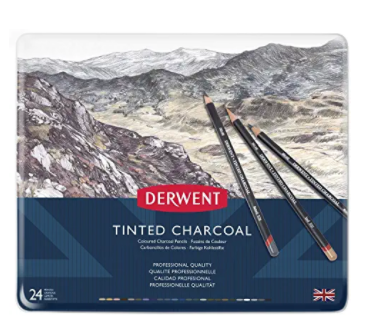 DERWENT
TINTED CHARCOAL
Coloured Charcoal Pencils · Fusains de Couleur
Carboncillos de Colores · Farbige Kohlestifte
PROFESSIONAL QUALITY
QUALITÉ PROFESSIONNELLE
CALIDAD PROFESIONAL
PROFESSIONELLE QUALITÄT
24